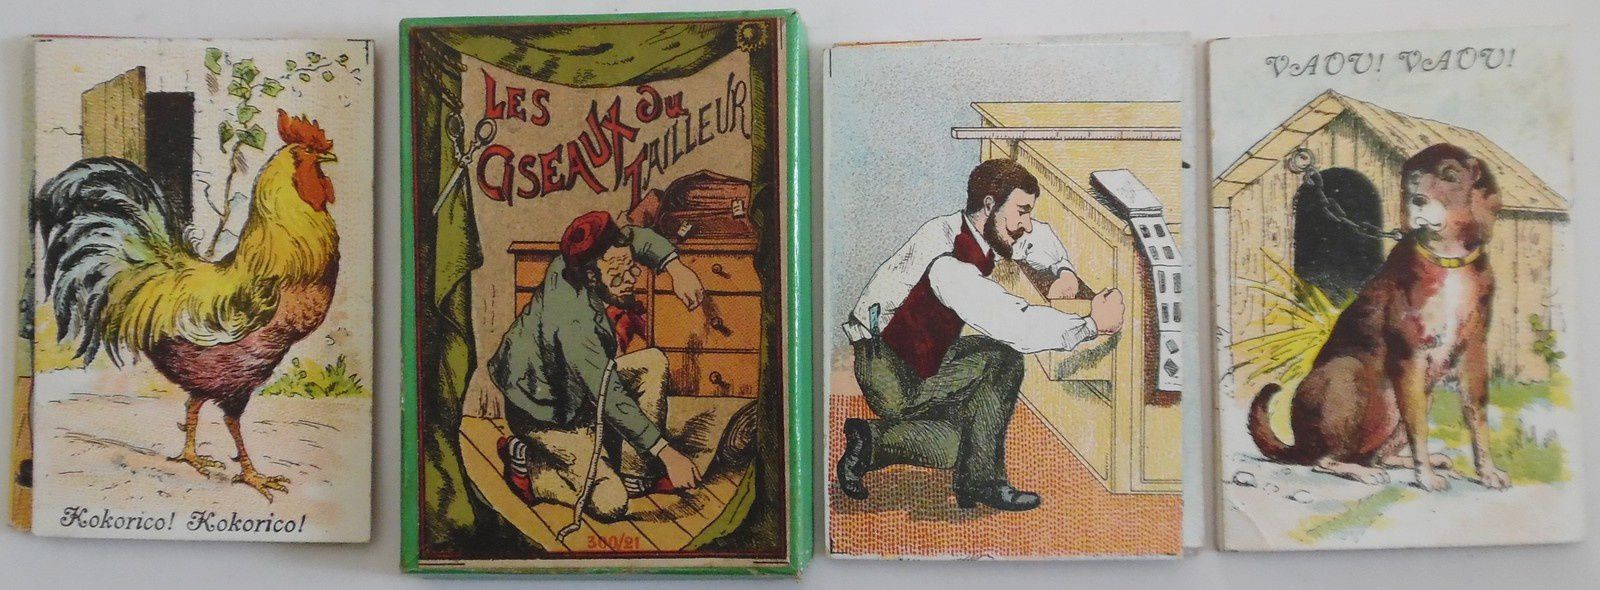 Kokorico! Kokorico!
LES
CISEAUX du
TAILLEUR
300/21
VAOU! VAOU!